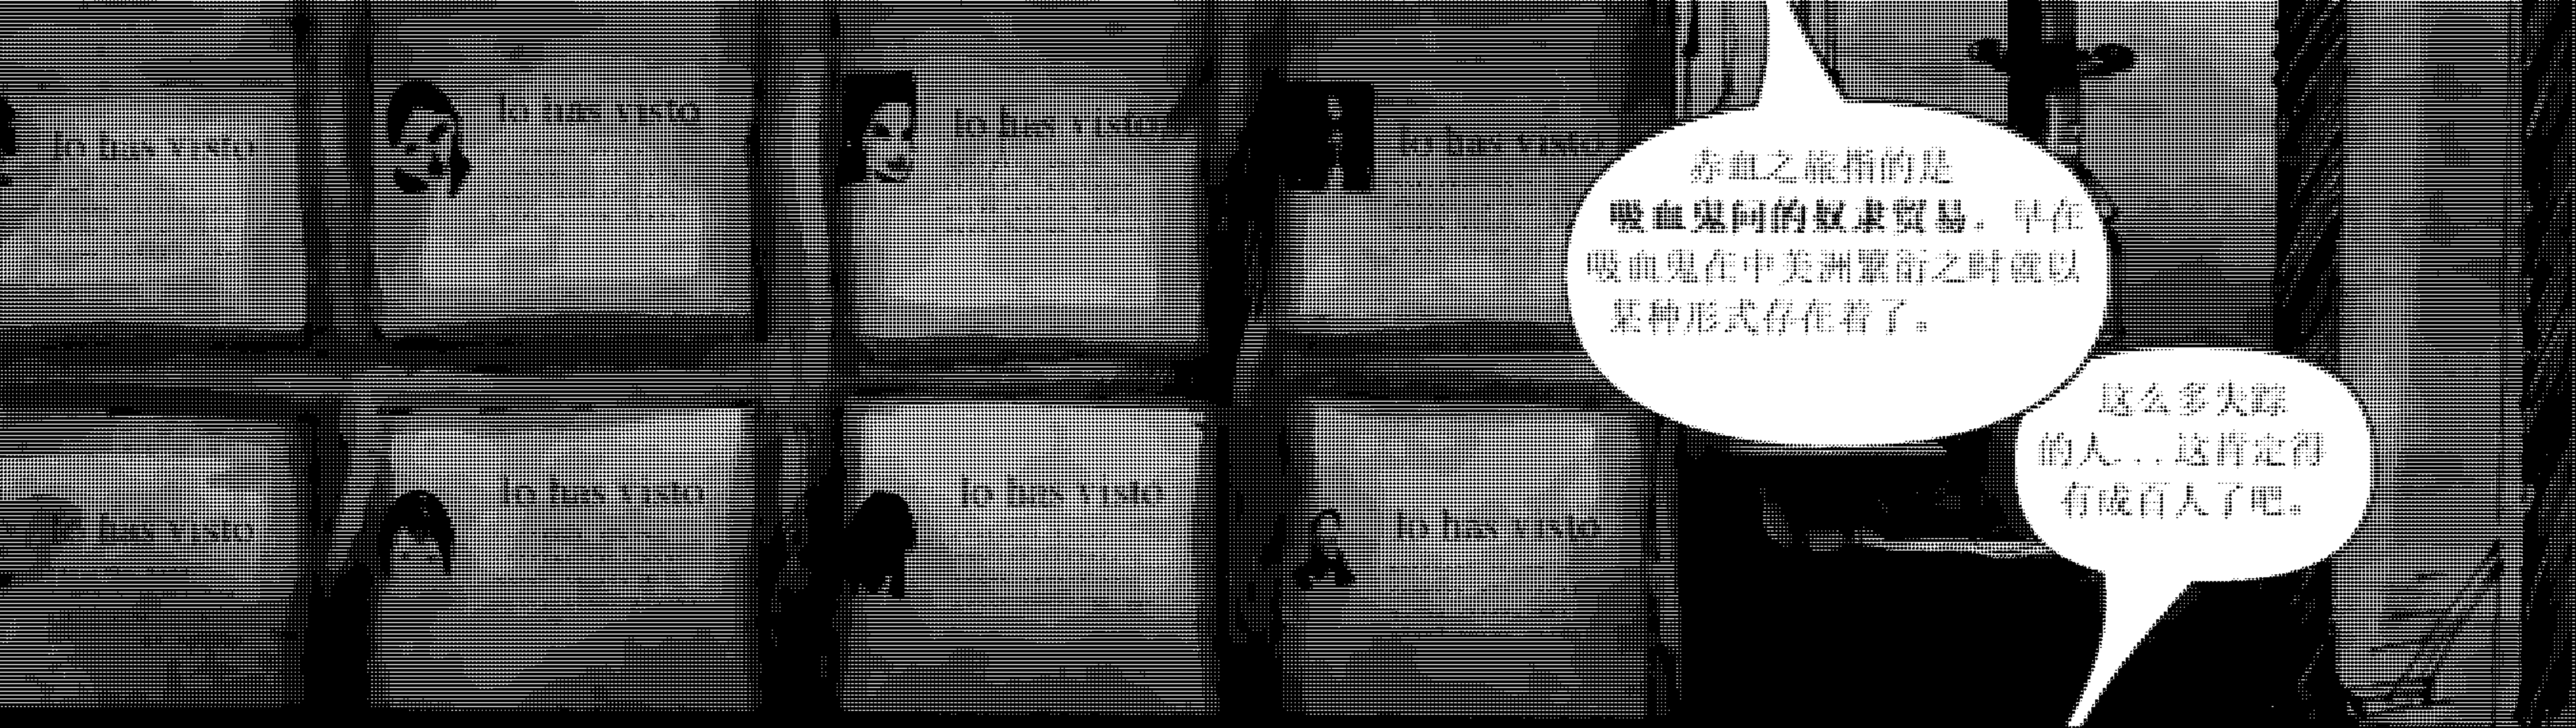 lo has visto
lo has visto
lo has visto
lo has visto
赤血之旅指的是
吸血鬼间的奴隶贸易。早在
吸血鬼在中美洲繁衍之时就以
某种形式存在着了。
这么多失踪
的人...这肯定得
有成百人了吧。
lo has visto
lo has visto
lo has visto
lo has visto